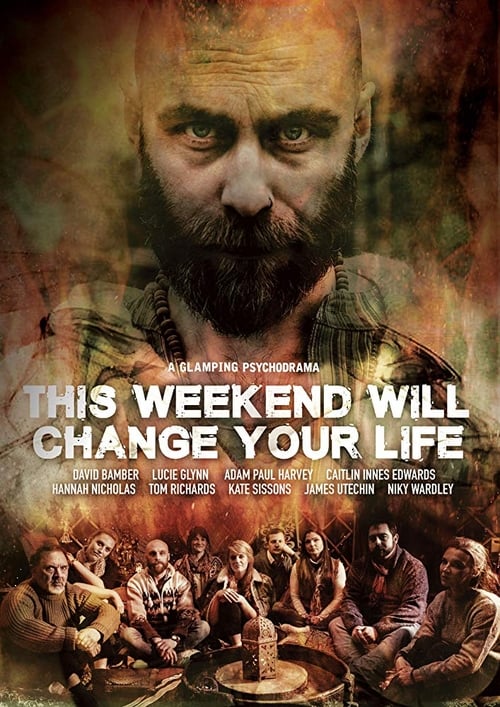 A GLAMPING PSYCHODRAMA
THIS WEEKEND WILL
CHANGE YOUR LIFE
DAVID BAMBER LUCIE GLYNN ADAM PAUL HARVEY CAITLIN INNES EDWARDS
HANNAH NICHOLAS TOM RICHARDS KATE SISSONS JAMES UTECHIN NIKY WARDLEY